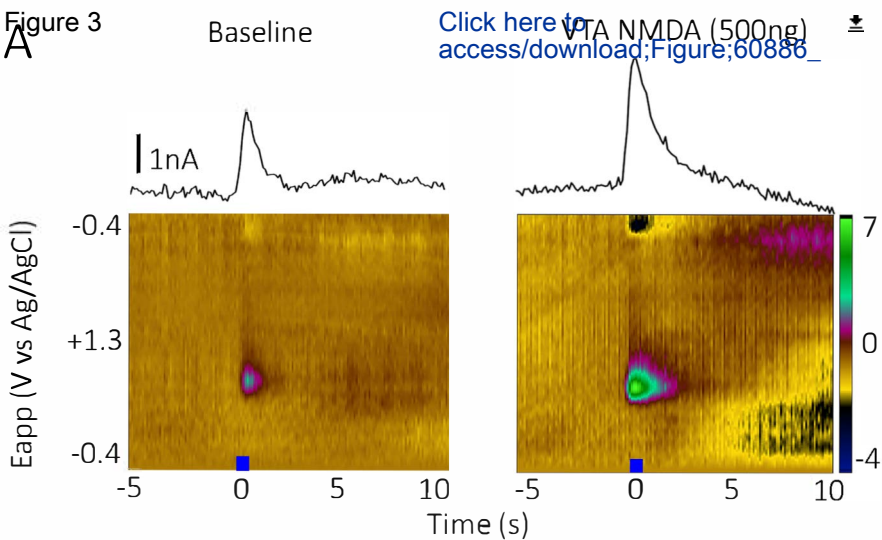 Figure 3
A
Baseline
Click here to
access/download;Figure;60886_
VTA NMDA (500ng)
1nA
Eapp (V vs Ag/AgCl)
-0.4
+1.3
-0.4
7
0
-4
-5 0 5 10
-5 0 5 10
Time (s)